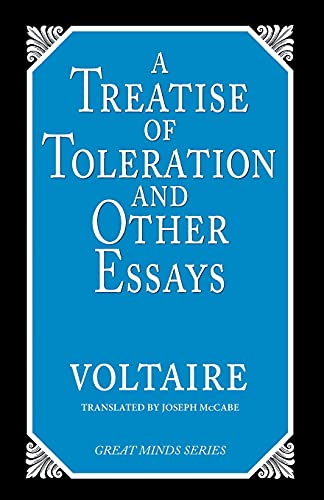 A
TREATISE
OF
TOLERATION
AND
OTHER
ESSAYS
VOLTAIRE
TRANSLATED BY JOSEPH McCABE
GREAT MINDS SERIES